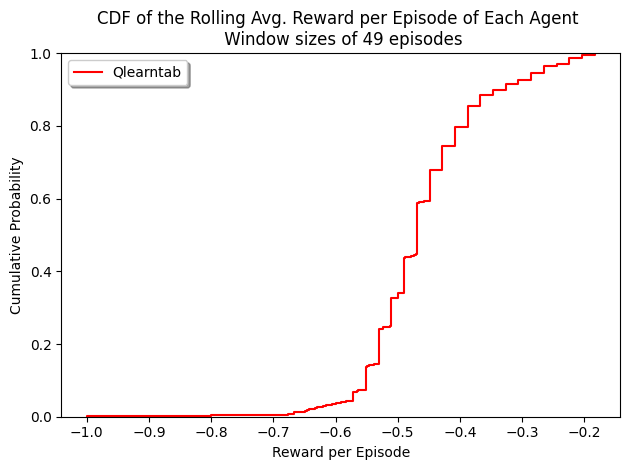 CDF of the Rolling Avg. Reward per Episode of Each Agent
Window sizes of 49 episodes
Qlearntab
1.0
0.8
0.6
0.4
0.2
0.0
Cumulative Probability
−1.0 −0.9 −0.8 −0.7 −0.6 −0.5 −0.4 −0.3 −0.2
Reward per Episode